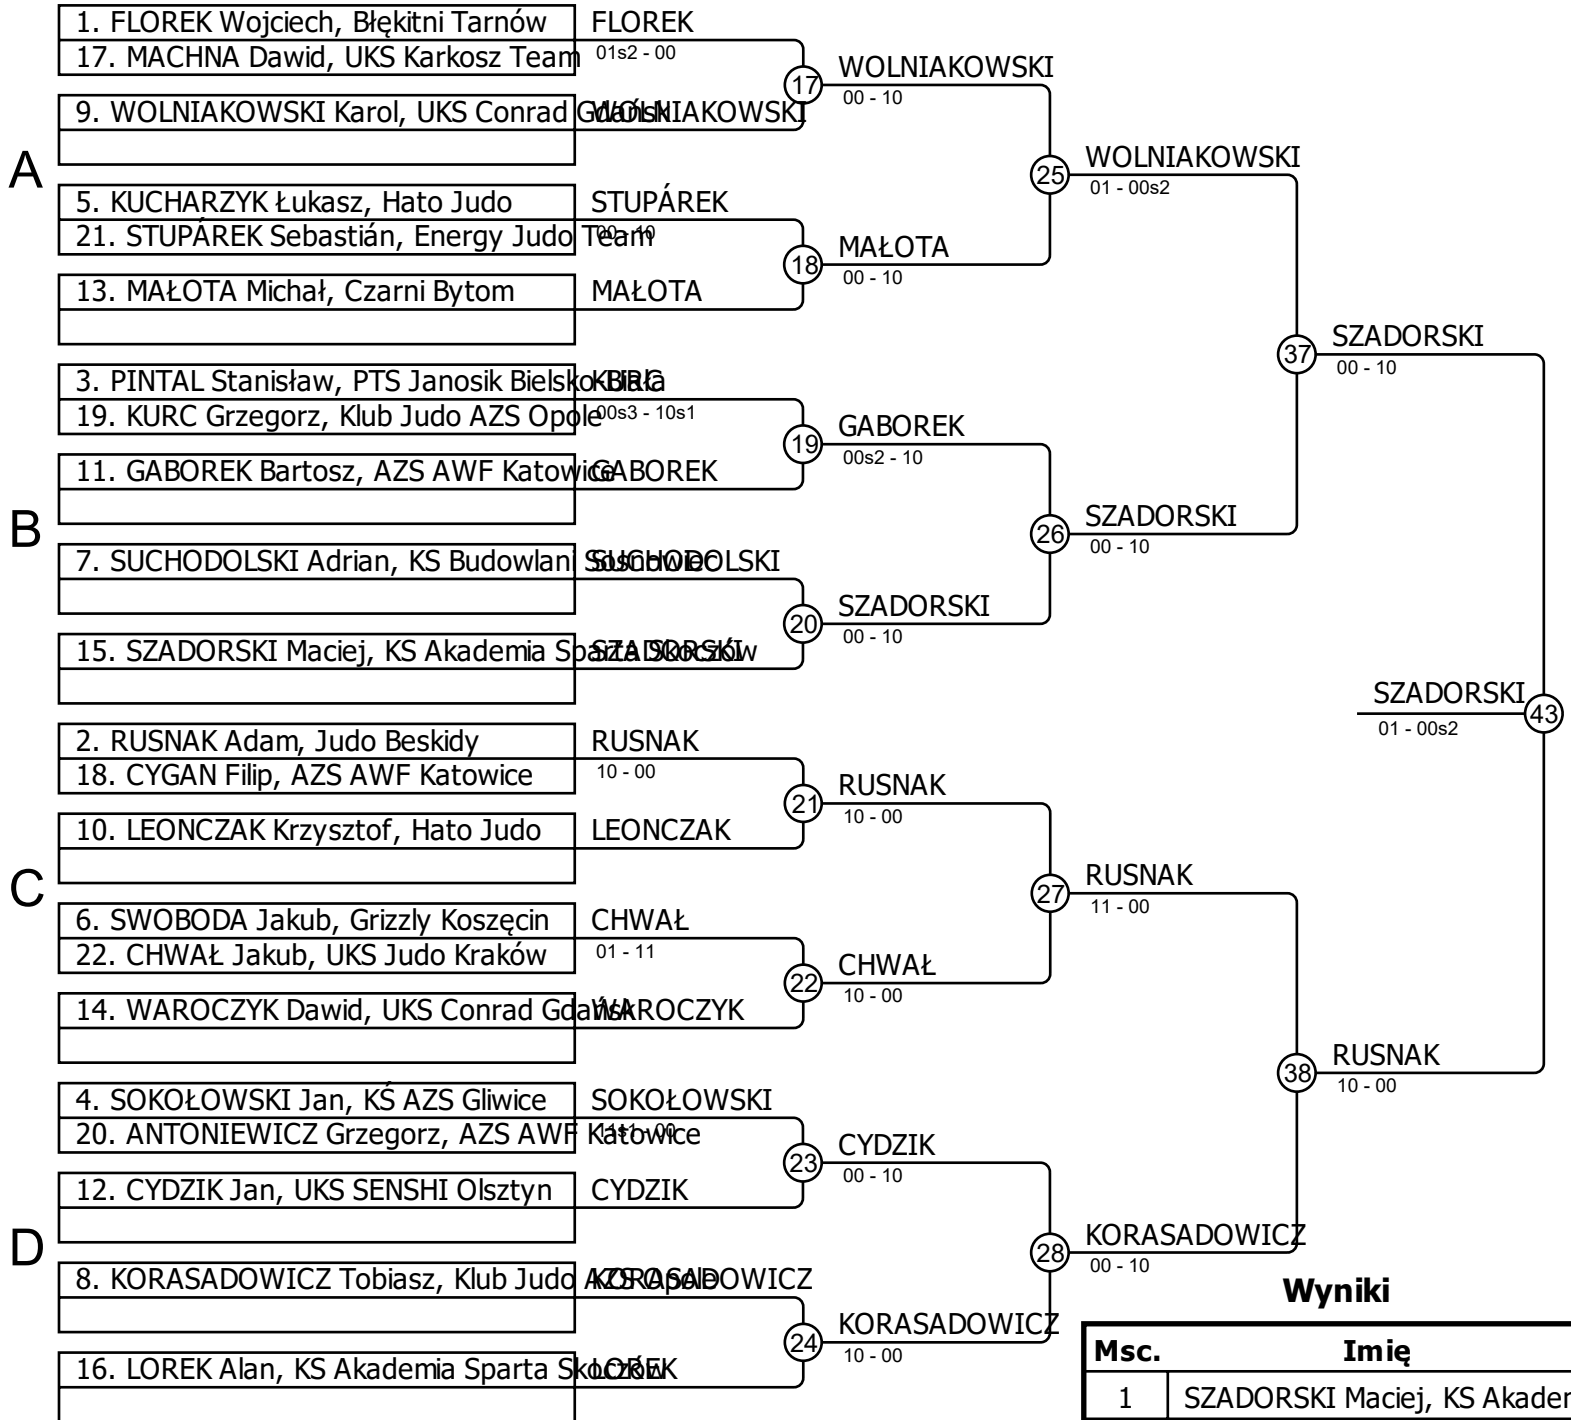 A
1. FLOREK Wojciech, Błękitni Tarnów
17. MACHNA Dawid, UKS Karkosz Team
FLOREK
01s2 - 00
9. WOLNIAKOWSKI Karol, UKS Conrad Gdańsk
WOLNIAKOWSKI
17
WOLNIAKOWSKI
00 - 10
5. KUCHARZYK Łukasz, Hato Judo
21. STUPÁREK Sebastián, Energy Judo Team
STUPÁREK
00 - 10
13. MAŁOTA Michał, Czarni Bytom
MAŁOTA
18
MAŁOTA
00 - 10
25
WOLNIAKOWSKI
01 - 00s2
B
3. PINTAL Stanisław, PTS Janosik Bielsko-Biała
19. KURC Grzegorz, Klub Judo AZS Opole
KURC
00s3 - 10s1
11. GABOREK Bartosz, AZS AWF Katowice
GABOREK
19
GABOREK
00s2 - 10
7. SUCHODOLSKI Adrian, KS Budowlani Sosnowiec
SUCHODOLSKI
15. SZADORSKI Maciej, KS Akademia Sparta Skoczów
SZADORSKI
20
SZADORSKI
00 - 10
26
SZADORSKI
00 - 10
37
SZADORSKI
00 - 10
C
2. RUSNAK Adam, Judo Beskidy
18. CYGAN Filip, AZS AWF Katowice
RUSNAK
10 - 00
10. LEONCZAK Krzysztof, Hato Judo
LEONCZAK
21
RUSNAK
10 - 00
6. SWOBODA Jakub, Grizzly Koszęcin
22. CHWAŁ Jakub, UKS Judo Kraków
CHWAŁ
01 - 11
14. WAROCZYK Dawid, UKS Conrad Gdańsk
WAROCZYK
22
CHWAŁ
10 - 00
27
RUSNAK
11 - 00
D
4. SOKOŁOWSKI Jan, KŚ AZS Gliwice
20. ANTONIEWICZ Grzegorz, AZS AWF Katowice
SOKOŁOWSKI
11s1 - 00
12. CYDZIK Jan, UKS SENSHI Olsztyn
CYDZIK
23
CYDZIK
00 - 10
8. KORASADOWICZ Tobiasz, Klub Judo AZS Opole
KORASADOWICZ
16. LOREK Alan, KS Akademia Sparta Skoczów
LOREK
24
KORASADOWICZ
10 - 00
28
KORASADOWICZ
00 - 10
38
RUSNAK
10 - 00
SZADORSKI
01 - 00s2
43
Wyniki
Msc. Imię
1 SZADORSKI Maciej, KS Akader